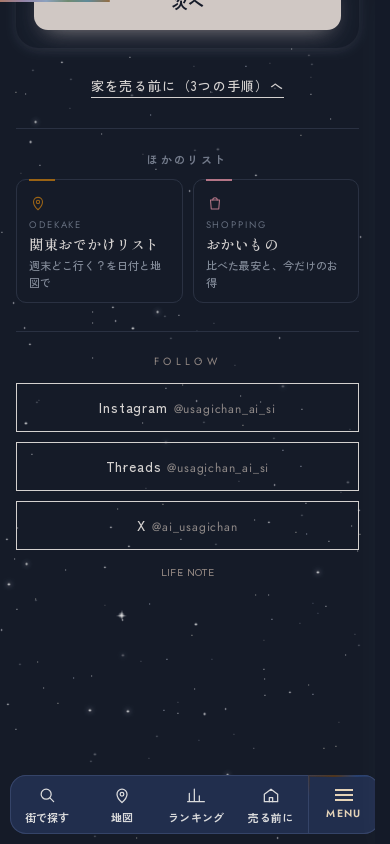 次へ
家を売る前に（3つの手順）へ
ほかのリスト
ODEKAKE
関東おでかけリスト
週末どこ行く？を日付と地
図で
SHOPPING
おかいもの
比べた最安と、今だけのお
得
FOLLOW
Instagram @usagichan_ai_si
Threads @usagichan_ai_si
X @ai_usagichan
LIFE NOTE
街で探す
地図
ランキング
売る前に
MENU